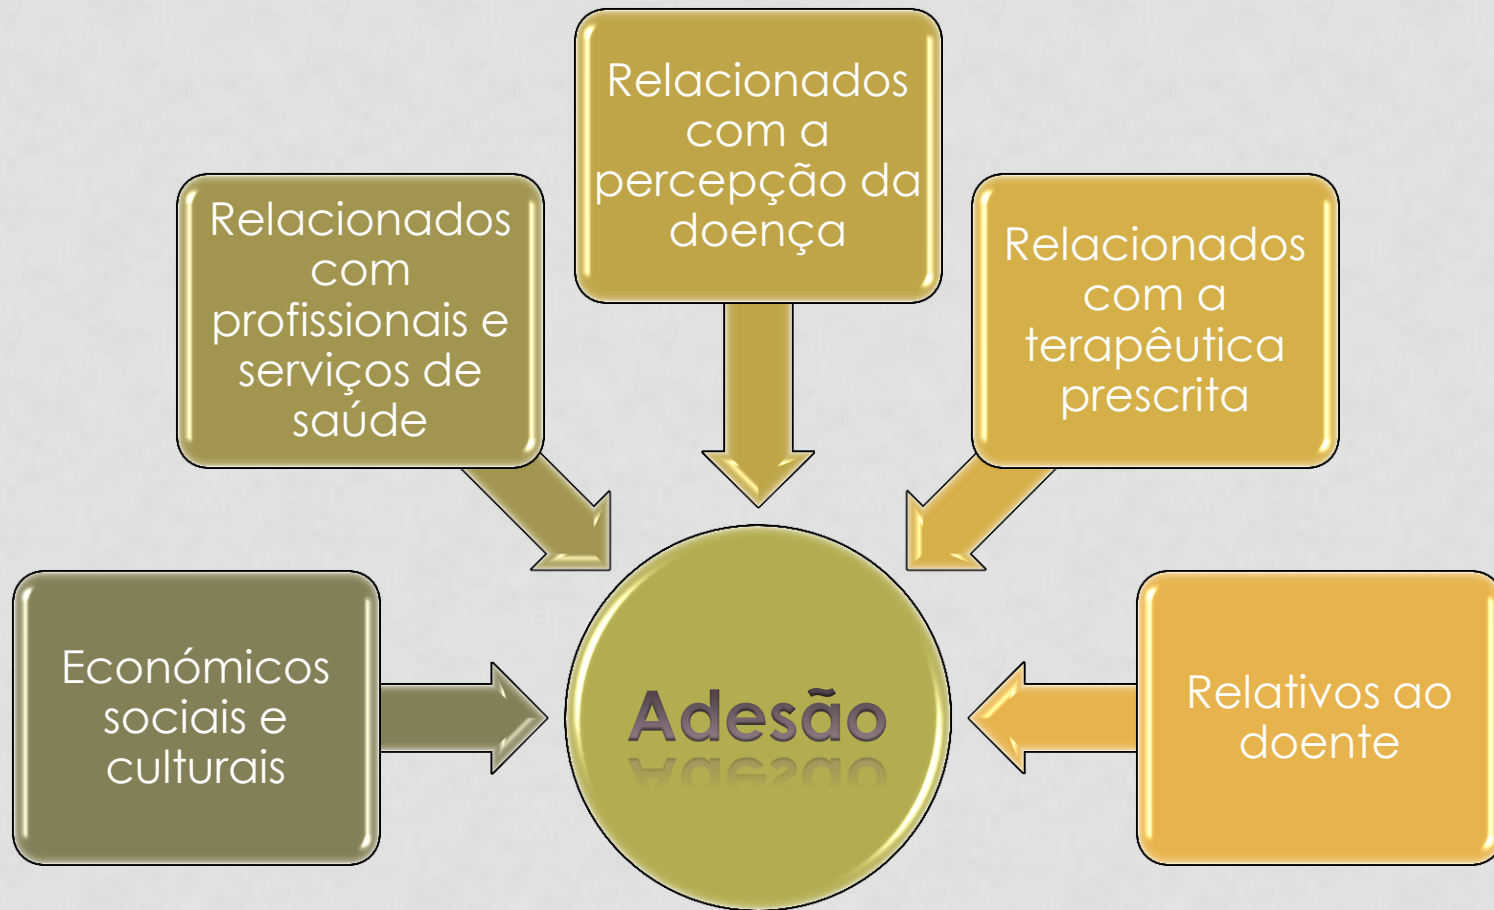 Relacionados
com a
percepção da
doença
Relacionados
com
profissionais e
serviços de
saúde
Relacionados
com a
terapêutica
prescrita
Económicos
sociais e
culturais
Adesão
Relativos ao
doente